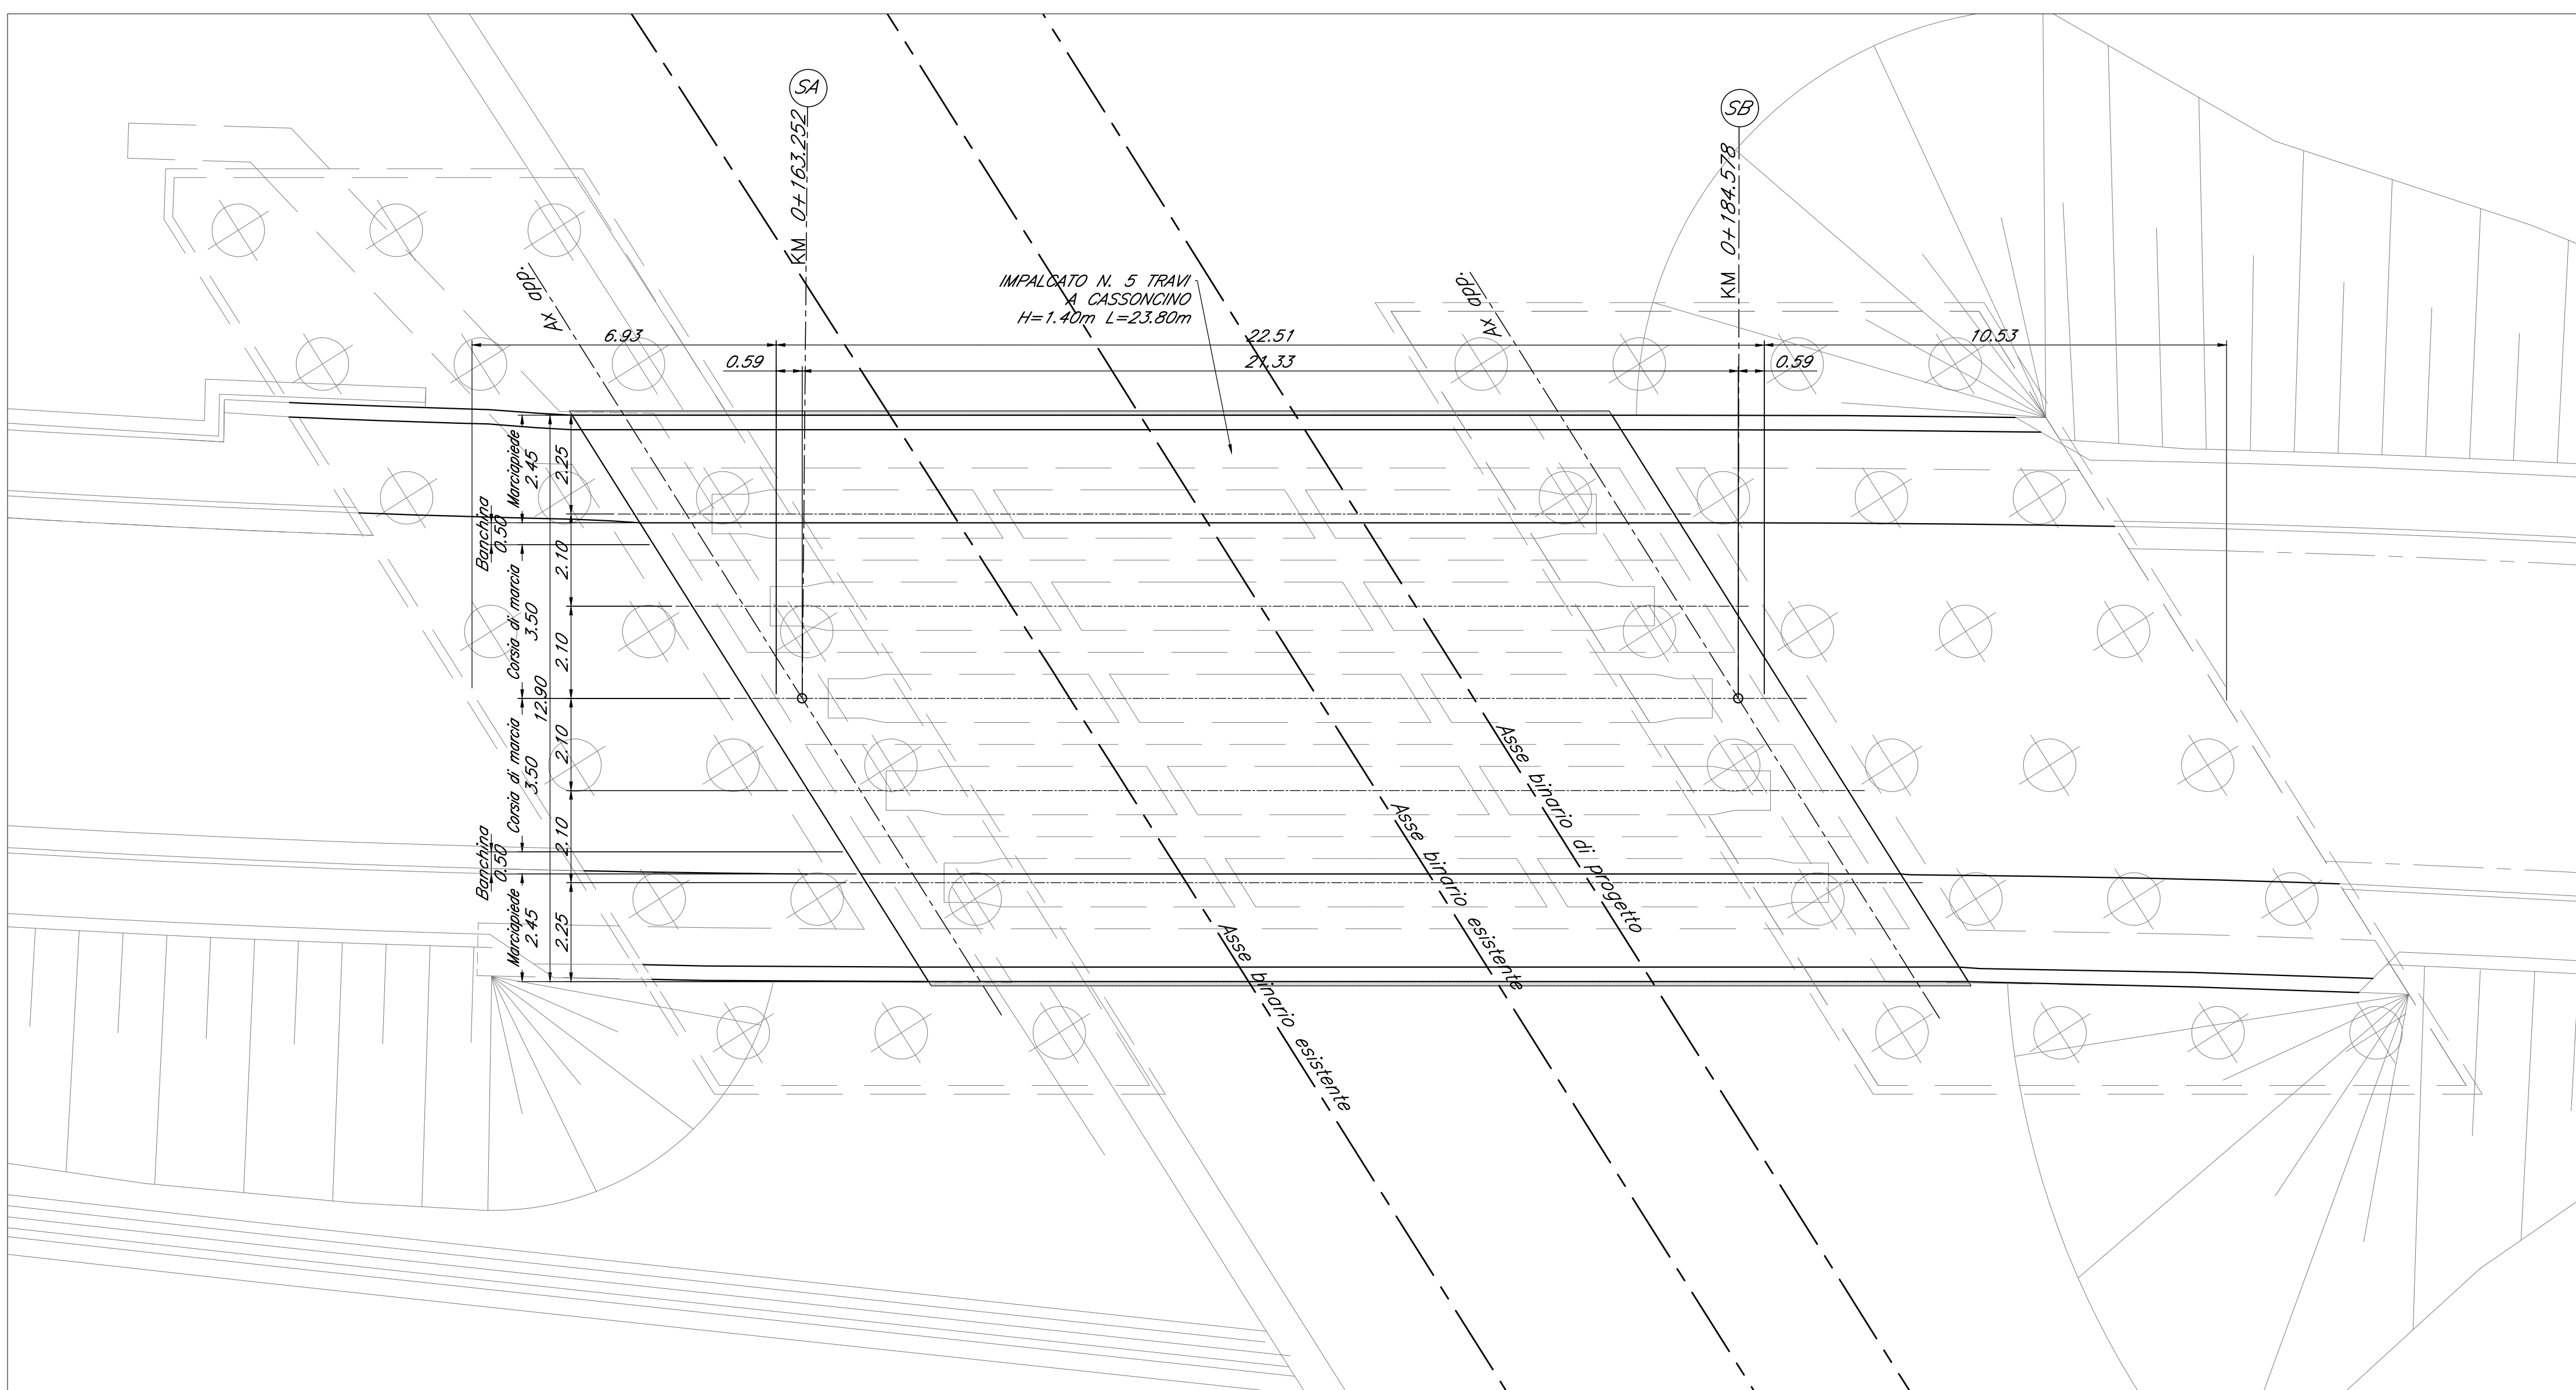 SA
KM 0+163.252
SB
KM 0+184.578
Ax app.
IMPALCATO N. 5 TRAVI
A CASSONCINO
H=1.40m L=23.80m
Ax app.
6.93
22.51
10.53
0.59
21.33
0.59
Marciapiede
2.45
2.25
Banchina
0.50
2.10
Corsia di marcia
3.50
2.10
12.90
Corsia di marcia
3.50
2.10
Banchina
0.50
2.10
Marciapiede
2.45
2.25
Asse binario di progetto
Asse binario esistente
Asse binario esistente